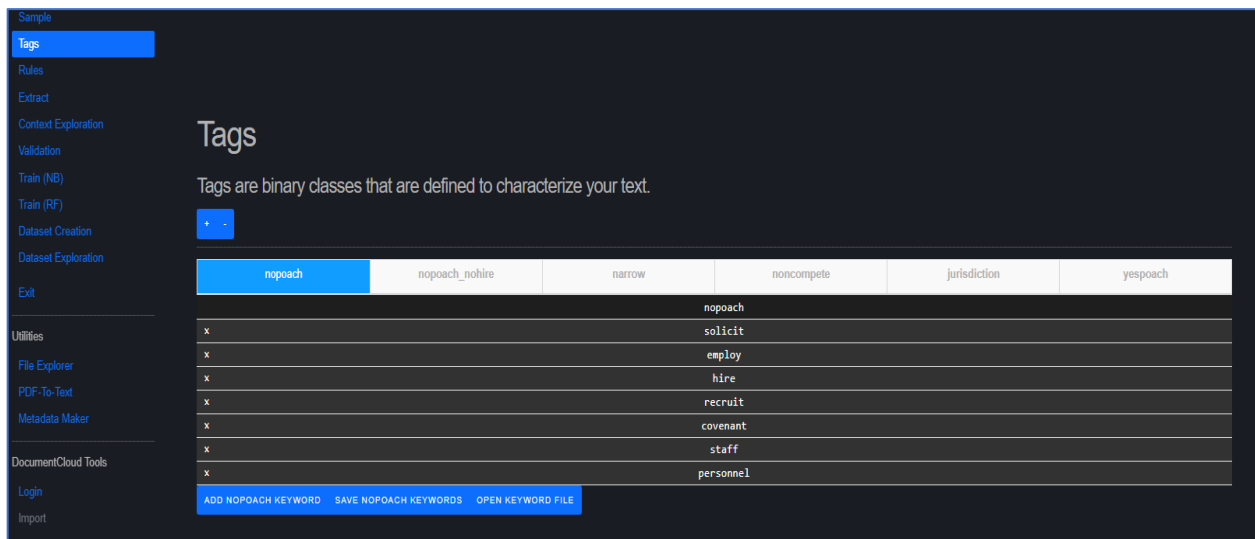 Sample
Tags
Rules
Extract
Context Exploration
Validation
Train (NB)
Train (RF)
Dataset Creation
Dataset Exploration
Exit
Utilities
File Explorer
PDF-To-Text
Metadata Maker
DocumentCloud Tools
Login
Import
Tags
Tags are binary classes that are defined to characterize your text.
+ -
nopoach nopoach_nohire narrow noncompete jurisdiction yespoach
nopoach
x solicit
x employ
x hire
x recruit
x covenant
x staff
x personnel
ADD NOPOACH KEYWORD SAVE NOPOACH KEYWORDS OPEN KEYWORD FILE